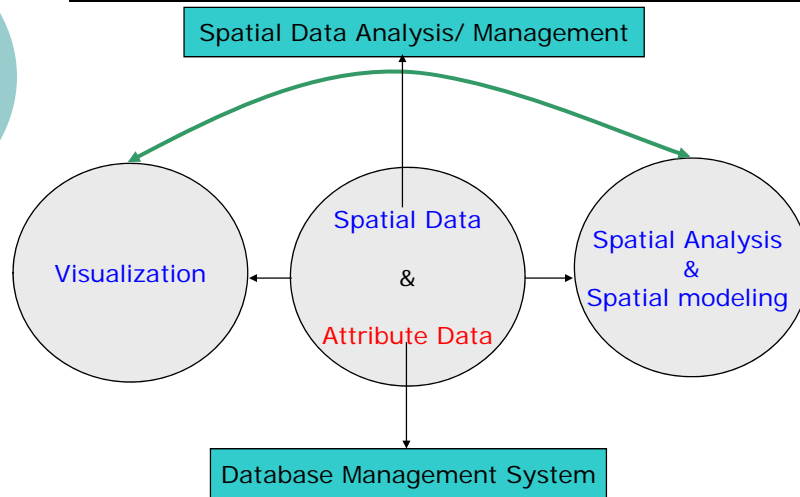 Spatial Data Analysis/ Management
Visualization
Spatial Data
&
Attribute Data
Spatial Analysis
&
Spatial modeling
Database Management System